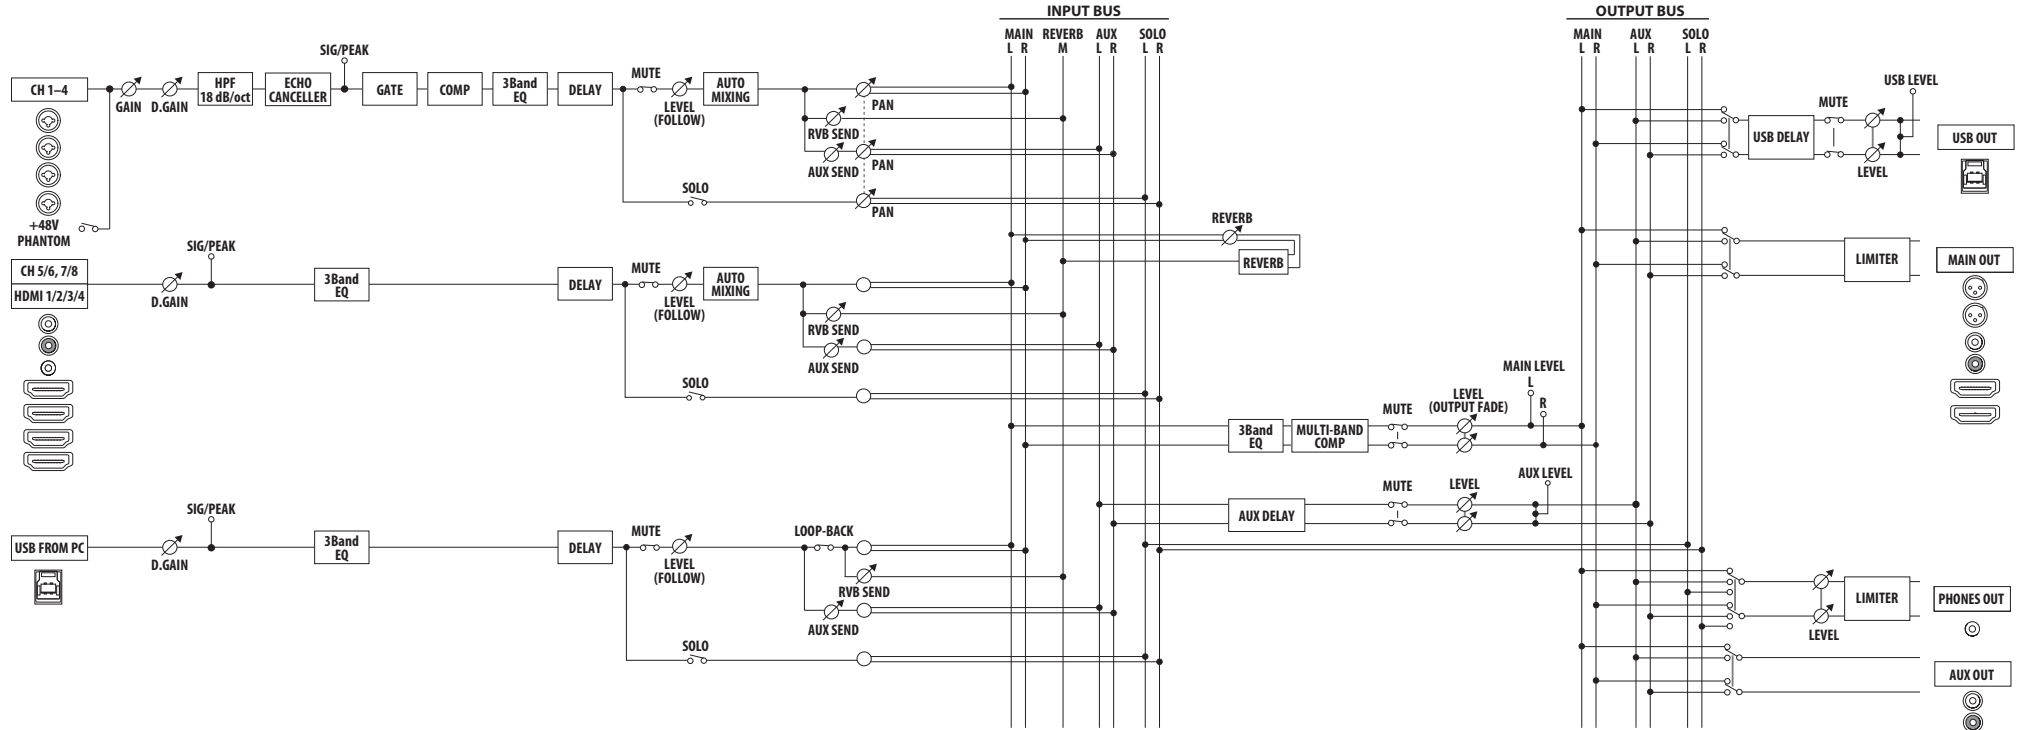 INPUT BUS
MAIN REVERB AUX SOLO
L R M L R L R
OUTPUT BUS
MAIN AUX SOLO
L R L R L R
CH 1–4
GAIN
D.GAIN
HPF
18 dB/oct
ECHO
CANCELLER
SIG/PEAK
GATE
COMP
3Band
EQ
DELAY
MUTE
LEVEL
(FOLLOW)
AUTO
MIXING
PAN
RVB SEND
AUX SEND
PAN
SOLO
PAN
+48V
PHANTOM
CH 5/6, 7/8
HDMI 1/2/3/4
D.GAIN
SIG/PEAK
3Band
EQ
DELAY
MUTE
LEVEL
(FOLLOW)
AUTO
MIXING
RVB SEND
AUX SEND
SOLO
USB FROM PC
D.GAIN
SIG/PEAK
3Band
EQ
DELAY
MUTE
LEVEL
(FOLLOW)
LOOP-BACK
RVB SEND
AUX SEND
SOLO
REVERB
REVERB
3Band
EQ
MULTI-BAND
COMP
MUTE
LEVEL
(OUTPUT FADE)
MAIN LEVEL
L
R
AUX DELAY
MUTE
LEVEL
AUX LEVEL
USB DELAY
MUTE
LEVEL
USB LEVEL
USB OUT
LIMITER
MAIN OUT
LEVEL
LIMITER
PHONES OUT
AUX OUT